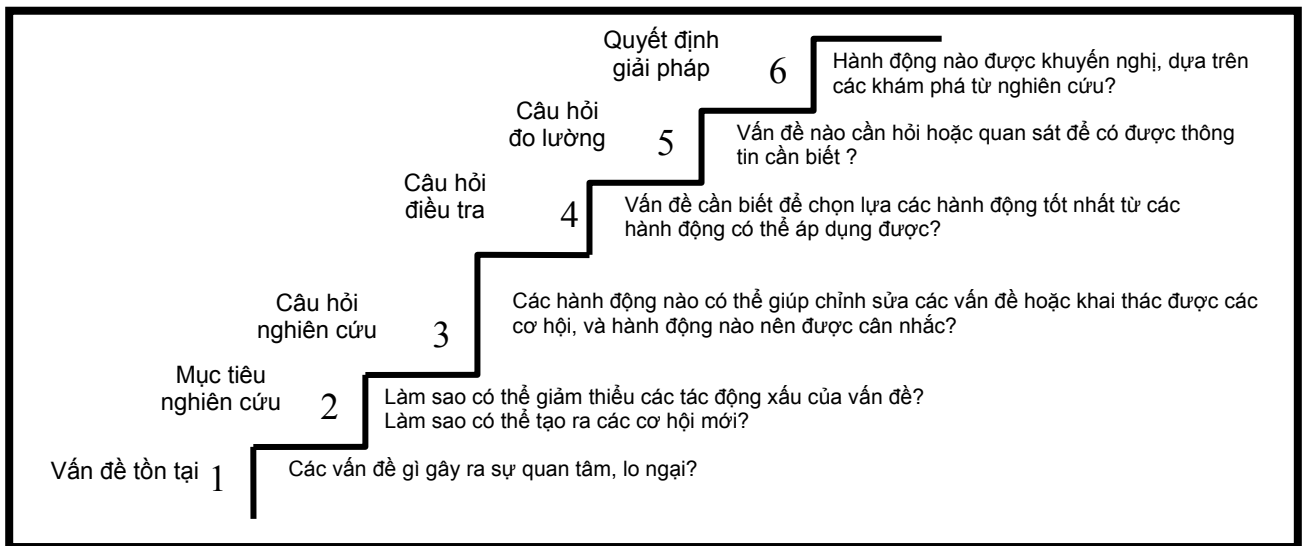 Quyết định
giải pháp
6
Hành động nào được khuyến nghị, dựa trên
các khám phá từ nghiên cứu?
Câu hỏi
đo lường
5
Vấn đề nào cần hỏi hoặc quan sát để có được thông
tin cần biết ?
Câu hỏi
điều tra
4
Vấn đề cần biết để chọn lựa các hành động tốt nhất từ các
hành động có thể áp dụng được?
Câu hỏi
nghiên cứu
3
Các hành động nào có thể giúp chỉnh sửa các vấn đề hoặc khai thác được các
cơ hội, và hành động nào nên được cân nhắc?
Mục tiêu
nghiên cứu
2
Làm sao có thể giảm thiểu các tác động xấu của vấn đề?
Làm sao có thể tạo ra các cơ hội mới?
Vấn đề tồn tại
1
Các vấn đề gì gây ra sự quan tâm, lo ngại?